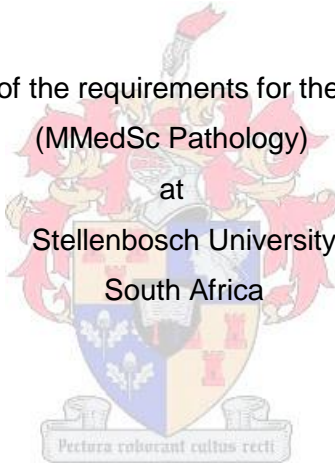 of the requirements for the
(MMedSc Pathology)
at
Stellenbosch University
South Africa
Pectora roborant cultus recti